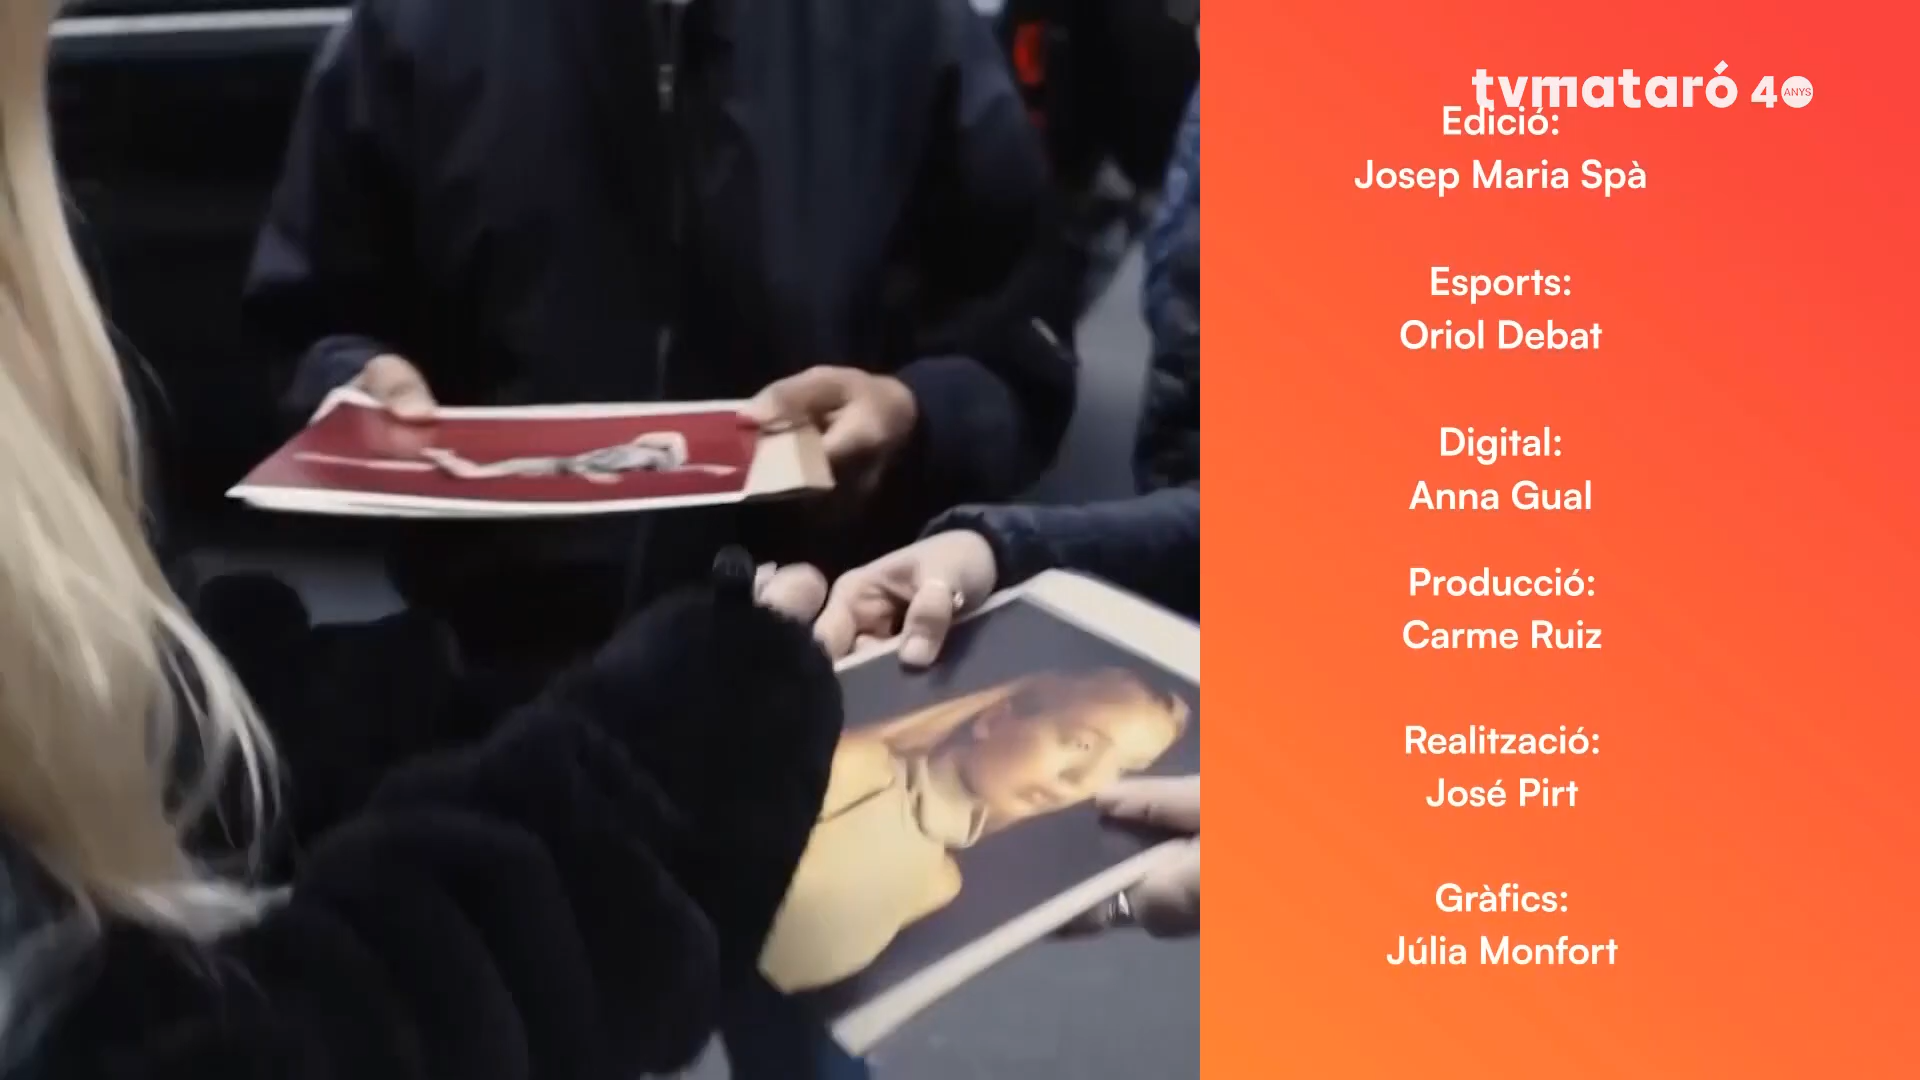 tvmataró 40 ANYS
Edició:
Josep Maria Spà
Esports:
Oriol Debat
Digital:
Anna Gual
Producció:
Carme Ruiz
Realització:
José Pirt
Gràfics:
Júlia Monfort